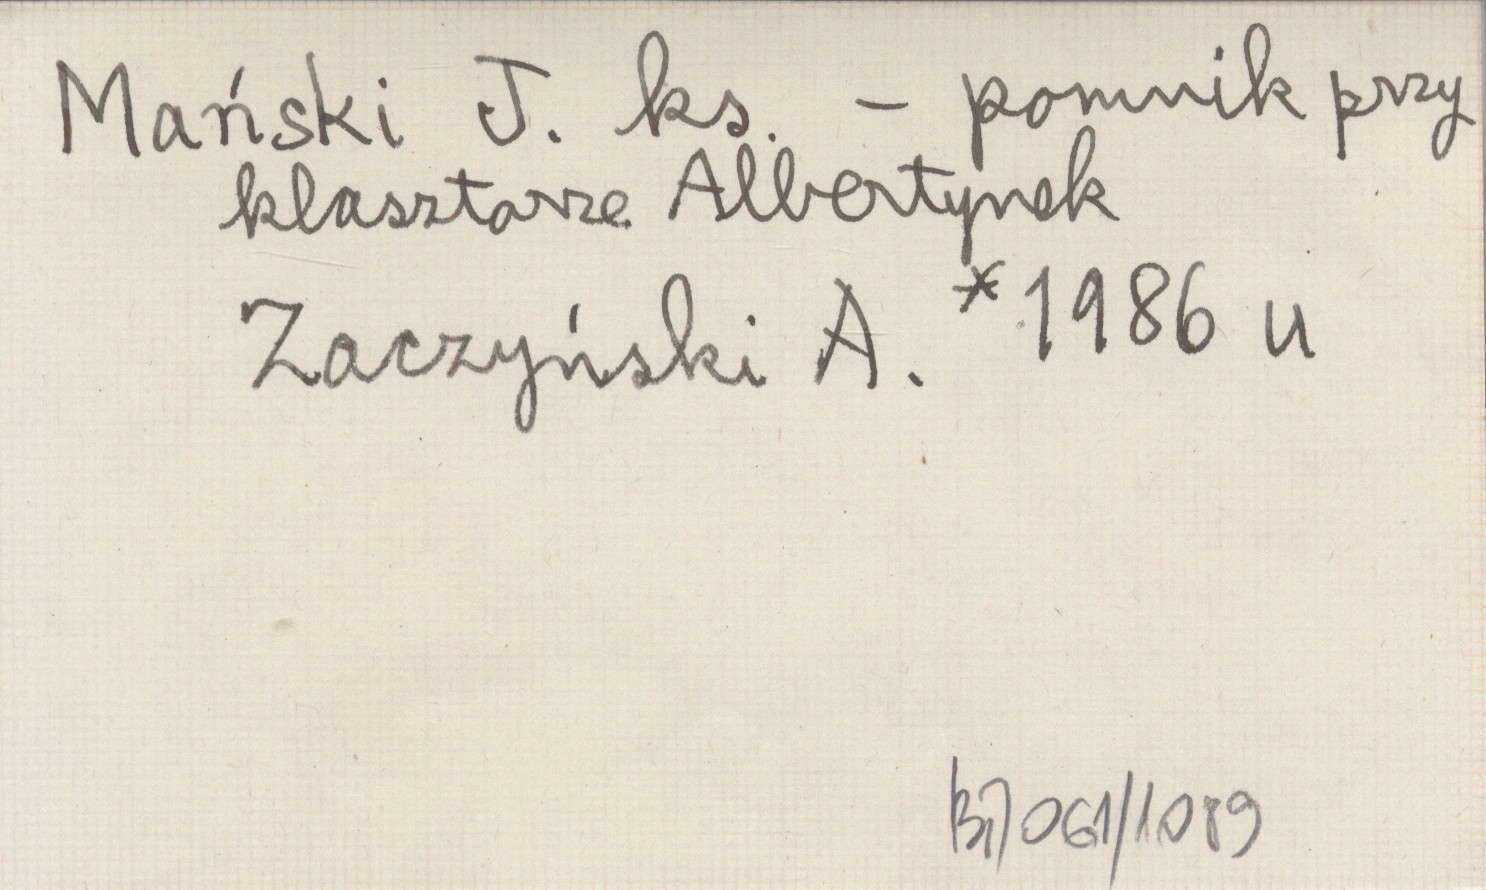 Mański J. ks. – pomnik przy
klasztorze Albertynek
Zaczyński A. *1986 u
061/1089